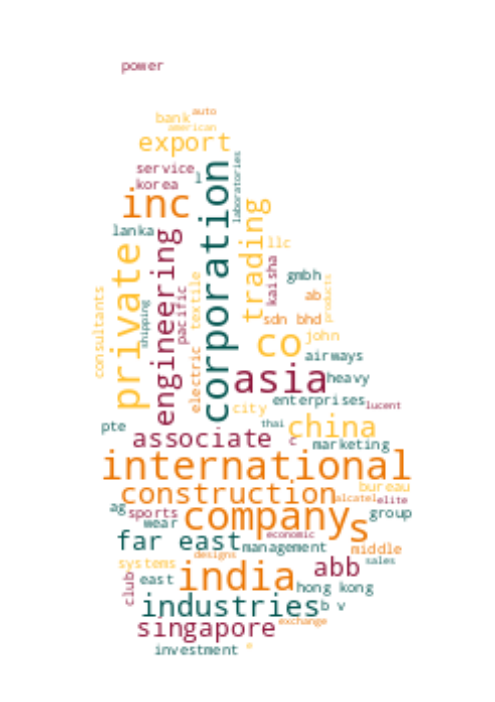 power
auto
bank
american
export
service
korea
l
laboratories
inc
corporation
trading
lanka
engineering
private
llc
kaisha
gmbh
pacific
textile
products
consultants
shipping
ab
sdn bhd
john
co
airways
electric
asia
heavy
enterprises
lucent
city
thai
china
pte
associate
c
marketing
international
bureau
construction
alcatel
elite
ag
sports
company
s
group
wear
economic
far east
management
middle
designs
sales
systems
abb
east
india
club
hong kong
industries
b v
singapore
exchange
investment